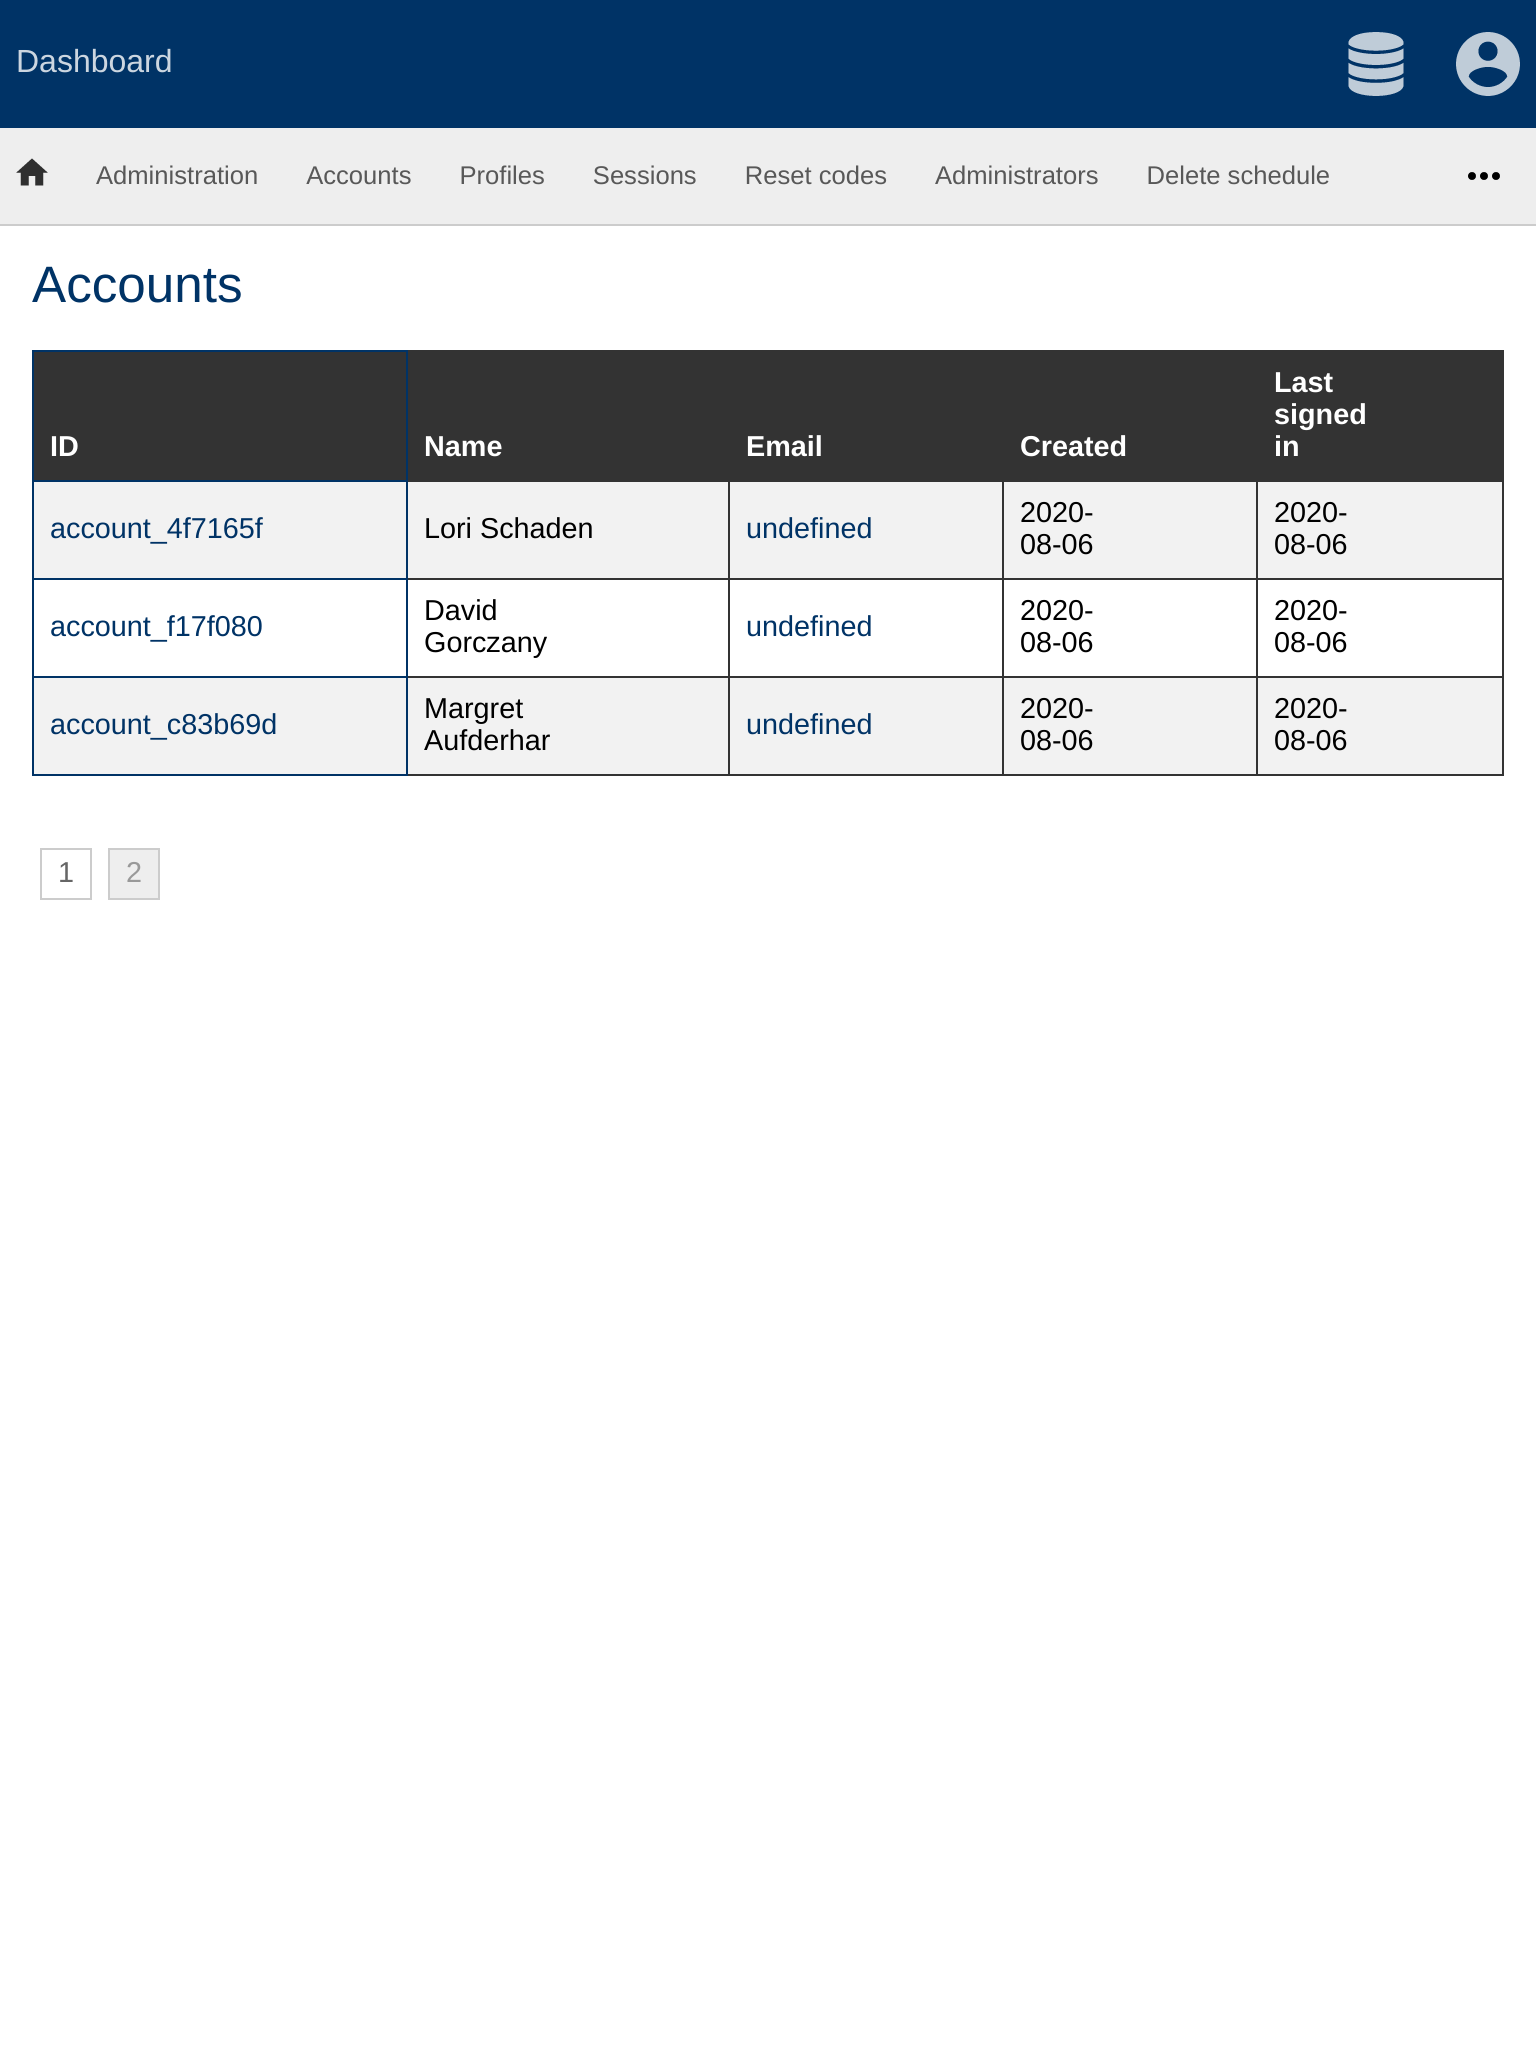 Dashboard
Administration Accounts Profiles Sessions Reset codes Administrators Delete schedule
Accounts
ID Name Email Created Last signed in
account_4f7165f Lori Schaden undefined 2020-08-06 2020-08-06
account_f17f080 David Gorczany undefined 2020-08-06 2020-08-06
account_c83b69d Margret Aufderhar undefined 2020-08-06 2020-08-06
1 2